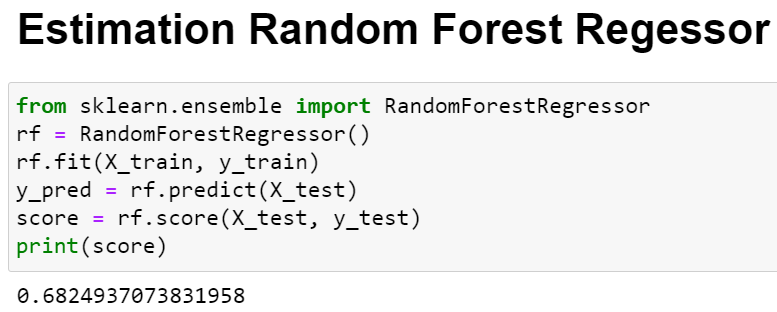 Estimation Random Forest Regessor
from sklearn.ensemble import RandomForestRegressor
rf = RandomForestRegressor()
rf.fit(X_train, y_train)
y_pred = rf.predict(X_test)
score = rf.score(X_test, y_test)
print(score)
0.6824937073831958